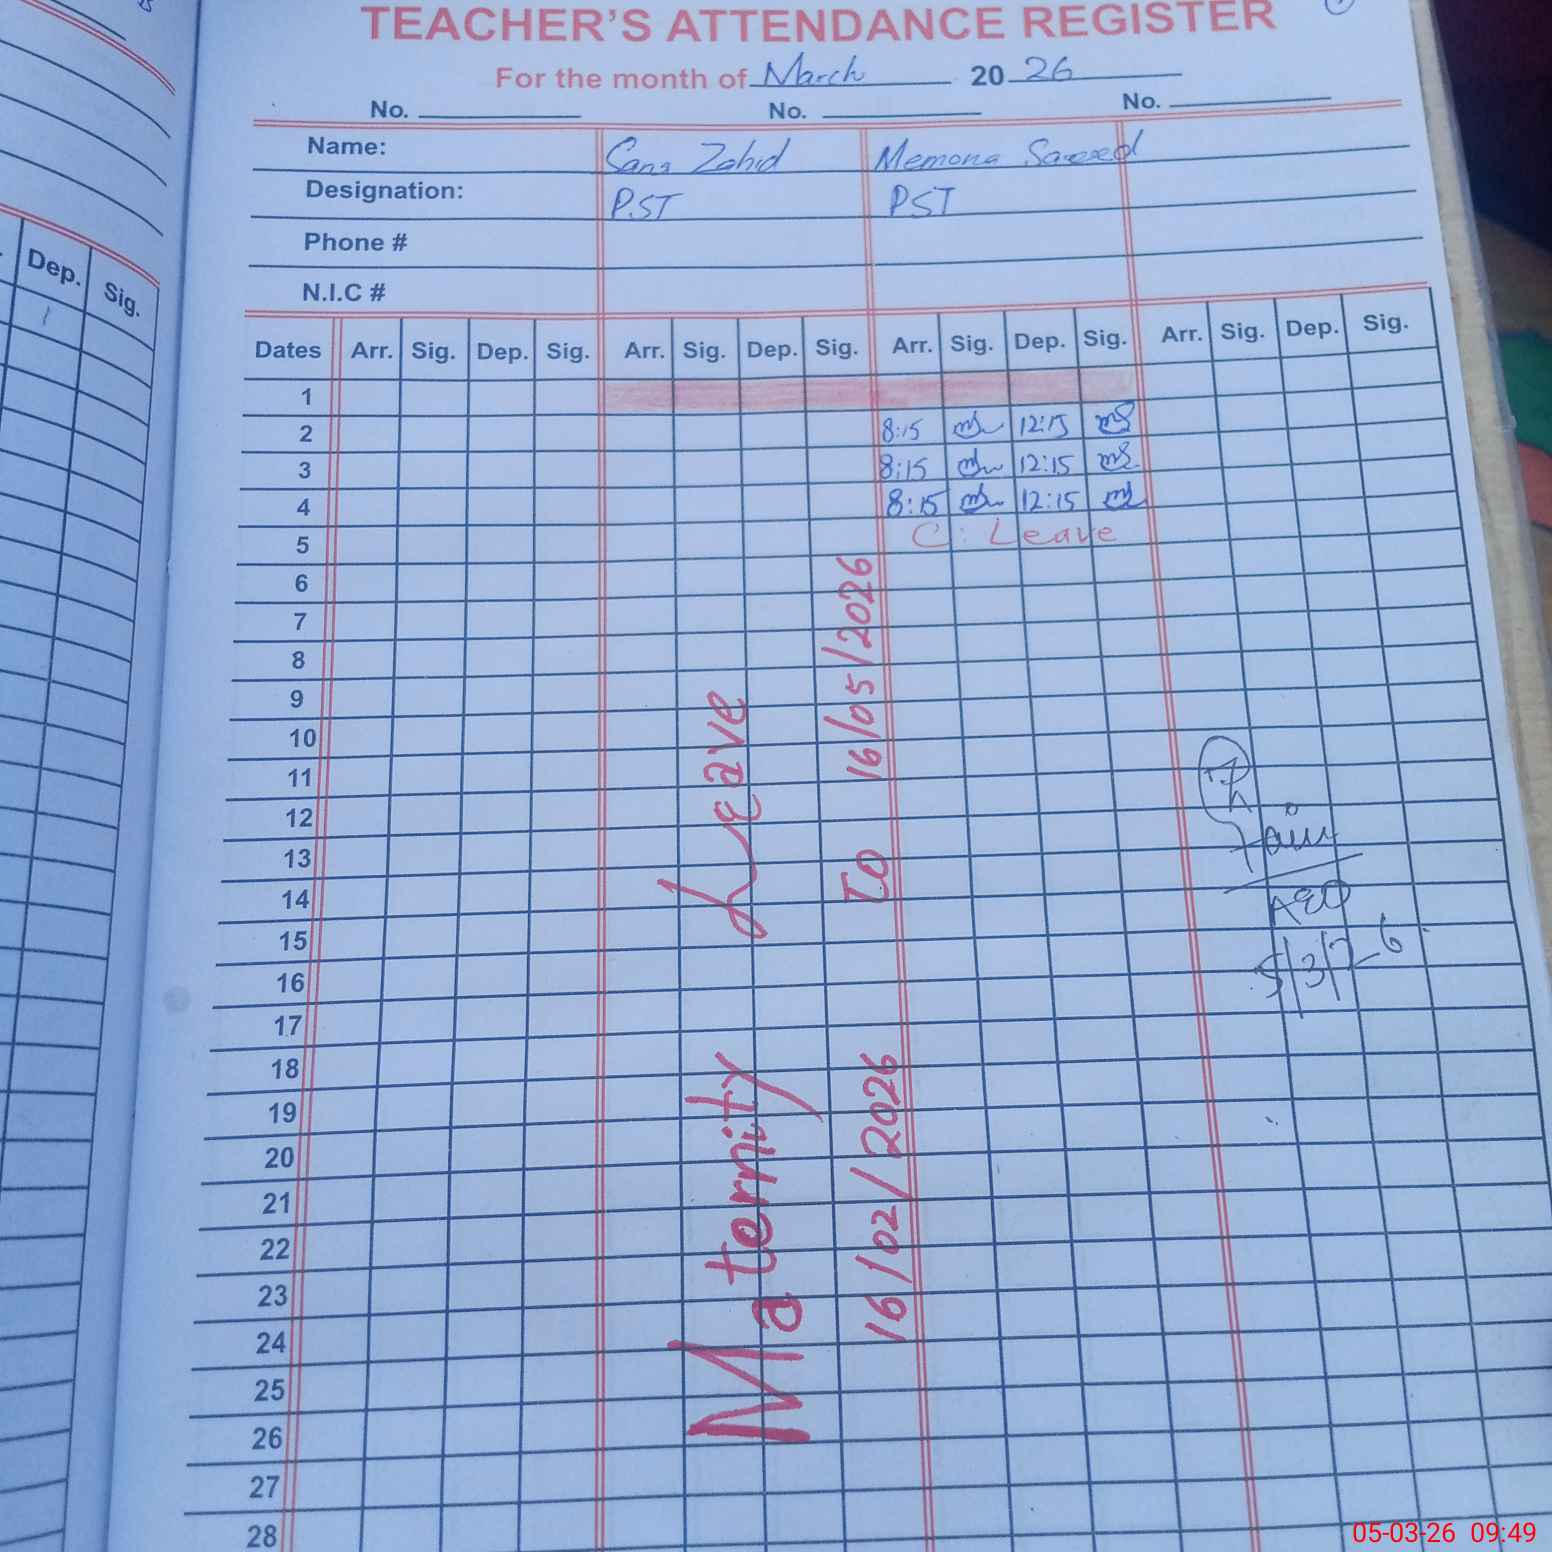 TEACHER'S ATTENDANCE REGISTER
For the month of March 2026
No. No. No.
Name: Sana Zahid Memona Saeed
Designation: P.ST PST
Phone #
N.I.C #
Dep. Sig.
Dates Arr. Sig. Dep. Sig. Arr. Sig. Dep. Sig. Arr. Sig. Dep. Sig. Arr. Sig. Dep. Sig.
1
2 8:15 12:15
3 8:15 12:15
4 8:15 12:15
5 C: Leave
6
7
8
9
10
11
12
13
14
15
16
17
18
19
20
21
22
23
24
25
26
27
28
Maternity Leave
16/02/2026 To 16/05/2026
AEO
5/3/26
05-03-26 09:49